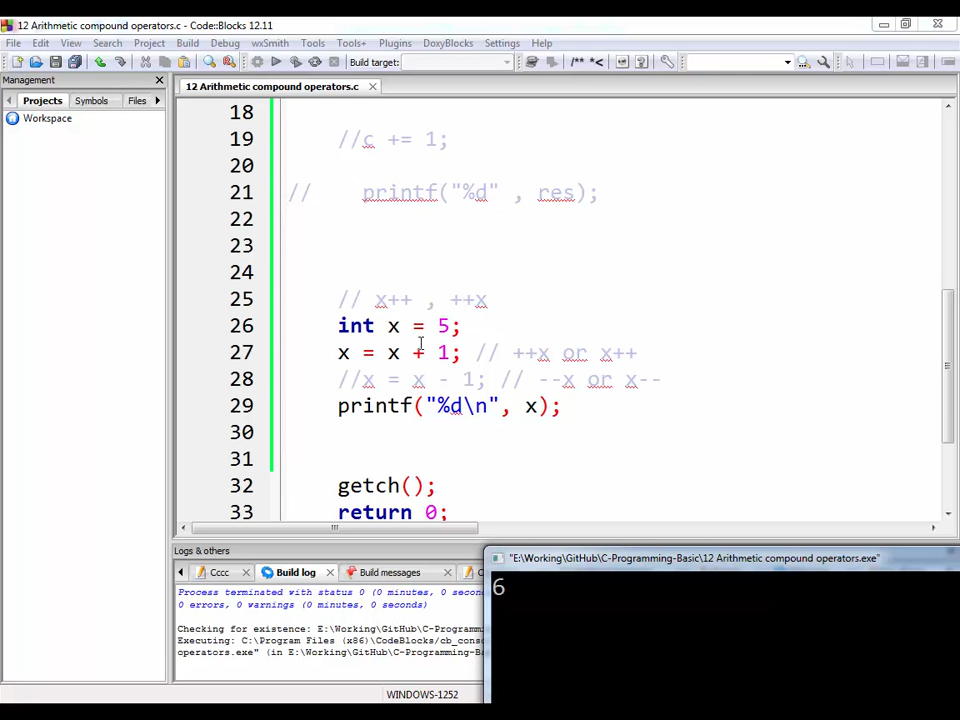 12 Arithmetic compound operators.c - Code::Blocks 12.11
File Edit View Search Project Build Debug wxSmith Tools Tools+ Plugins DoxyBlocks Settings Help
Build target:
/** *<
Management
Projects Symbols Files
Workspace
12 Arithmetic compound operators.c
18
19 //c += 1;
20
21 // printf("%d" , res);
22
23
24
25 // x++ , ++x
26 int x = 5;
27 x = x + 1; // ++x or x++
28 //x = x - 1; // --x or x--
29 printf("%d\n", x);
30
31
32 getch();
33 return 0;
Logs & others
Cccc Build log Build messages
Process terminated with status 0 (0 minutes, 0 seconds
0 errors, 0 warnings (0 minutes, 0 seconds)
Checking for existence: E:\Working\GitHub\C-Programm
Executing: C:\Program Files (x86)\CodeBlocks/cb_conso
operators.exe" (in E:\Working\GitHub\C-Programming-Ba
WINDOWS-1252
"E:\Working\GitHub\C-Programming-Basic\12 Arithmetic compound operators.exe"
6